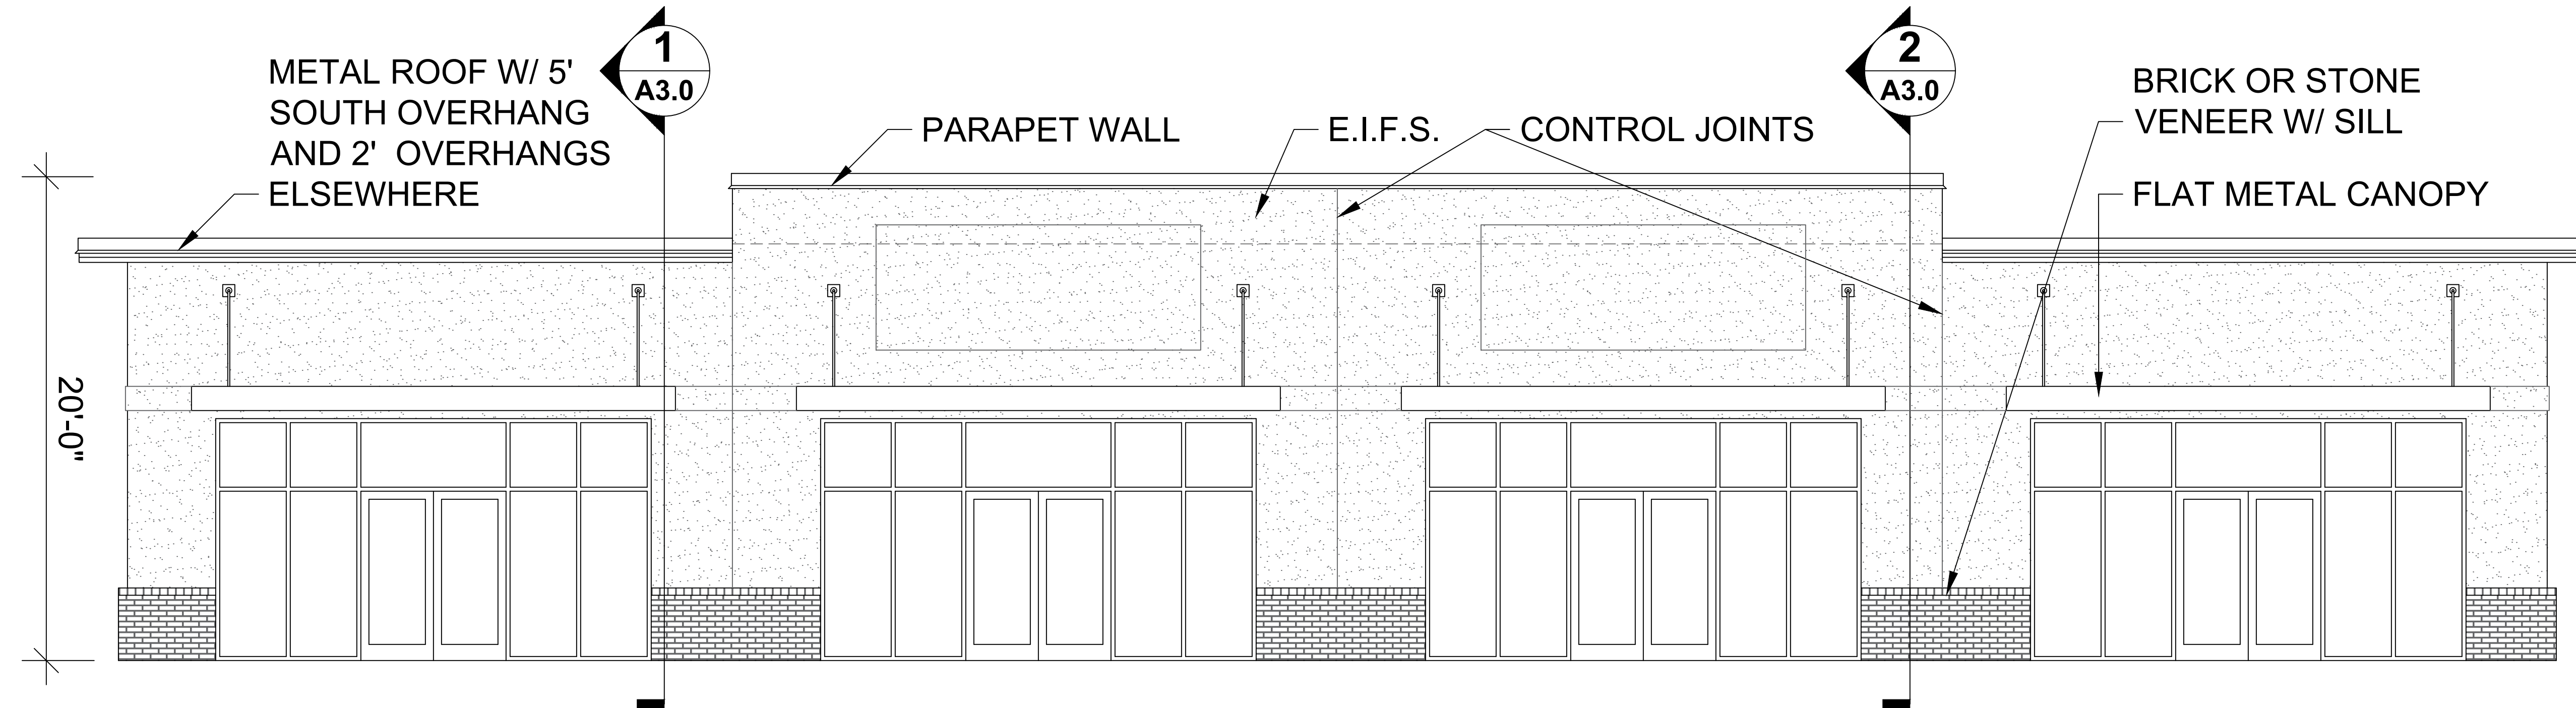 METAL ROOF W/ 5'
SOUTH OVERHANG
AND 2' OVERHANGS
ELSEWHERE
1
A3.0
PARAPET WALL
E.I.F.S.
CONTROL JOINTS
2
A3.0
BRICK OR STONE
VENEER W/ SILL
FLAT METAL CANOPY
20'-0"